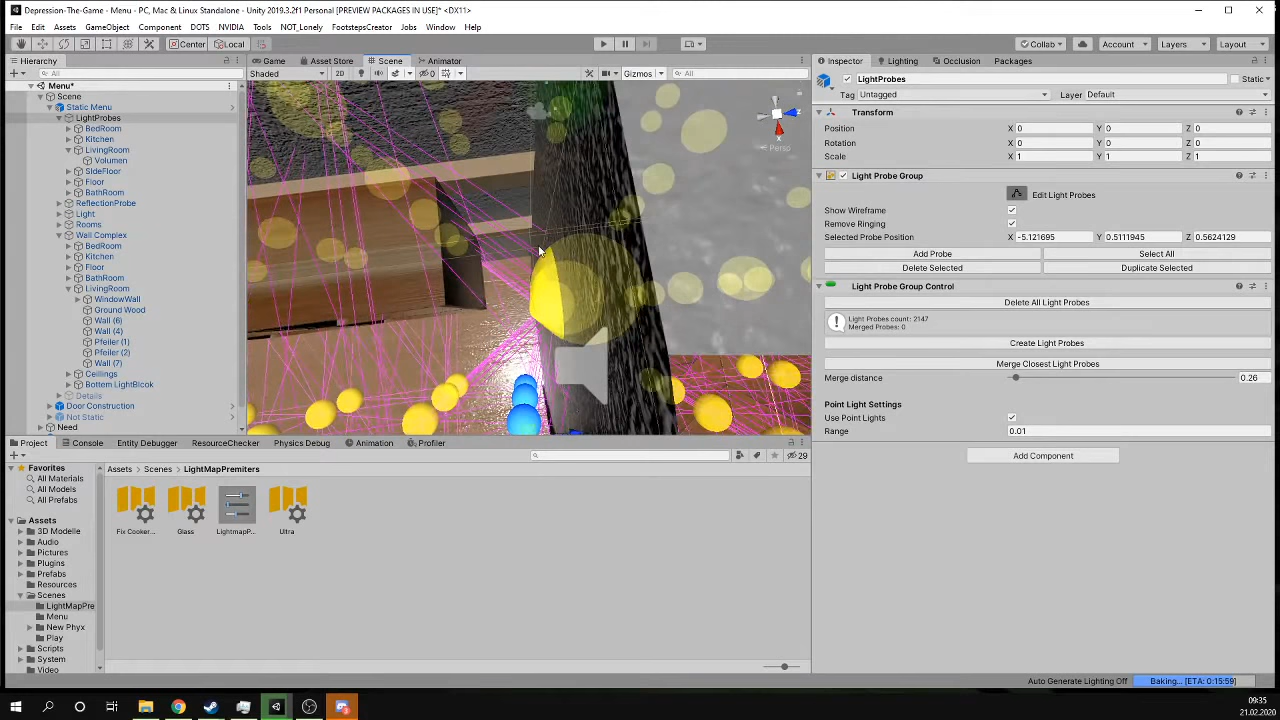 Depression-The-Game - Menu - PC, Mac & Linux Standalone - Unity 2019.3.2f1 Personal [PREVIEW PACKAGES IN USE]* <DX11>
File Edit Assets GameObject Component DOTS NVIDIA Tools NOT_Lonely FootstepsCreator Jobs Window Help
Center Local Collab Account Layers Layout
Hierarchy
All
Menu*
Scene
Static Menu
LightProbes
BedRoom
Kitchen
LivingRoom
Volumen
SIdeFloor
Floor
BathRoom
ReflectionProbe
Light
Rooms
Wall Complex
BedRoom
Kitchen
Floor
BathRoom
LivingRoom
WindowWall
Ground Wood
Wall (6)
Wall (4)
Pfeiler (1)
Pfeiler (2)
Wall (7)
Ceillings
Bottem LightBlcok
Details
Door Construction
Not Static
Need
Game Asset Store Scene Animator
Shaded 2D 0 Gizmos All
Persp
Inspector Lighting Occlusion Packages
LightProbes Static
Tag Untagged Layer Default
Transform
Position X 0 Y 0 Z 0
Rotation X 0 Y 0 Z 0
Scale X 1 Y 1 Z 1
Light Probe Group
Edit Light Probes
Show Wireframe
Remove Ringing
Selected Probe Position X -5.121695 Y 0.5111945 Z 0.5624129
Add Probe Select All
Delete Selected Duplicate Selected
Light Probe Group Control
Delete All Light Probes
Light Probes count: 2147
Merged Probes: 0
Create Light Probes
Merge Closest Light Probes
Merge distance 0.26
Point Light Settings
Use Point Lights
Range 0.01
Add Component
Project Console Entity Debugger ResourceChecker Physics Debug Animation Profiler
29
Favorites
All Materials
All Models
All Prefabs
Assets
3D Modelle
Audio
Pictures
Plugins
Prefabs
Resources
Scenes
LightMapPre
Menu
New Phyx
Play
Scripts
System
Video
Assets Scenes LightMapPremiters
Fix Cooker... Glass LightmapP... Ultra
Auto Generate Lighting Off Baking... [ETA: 0:15:59]
09:35
21.02.2020